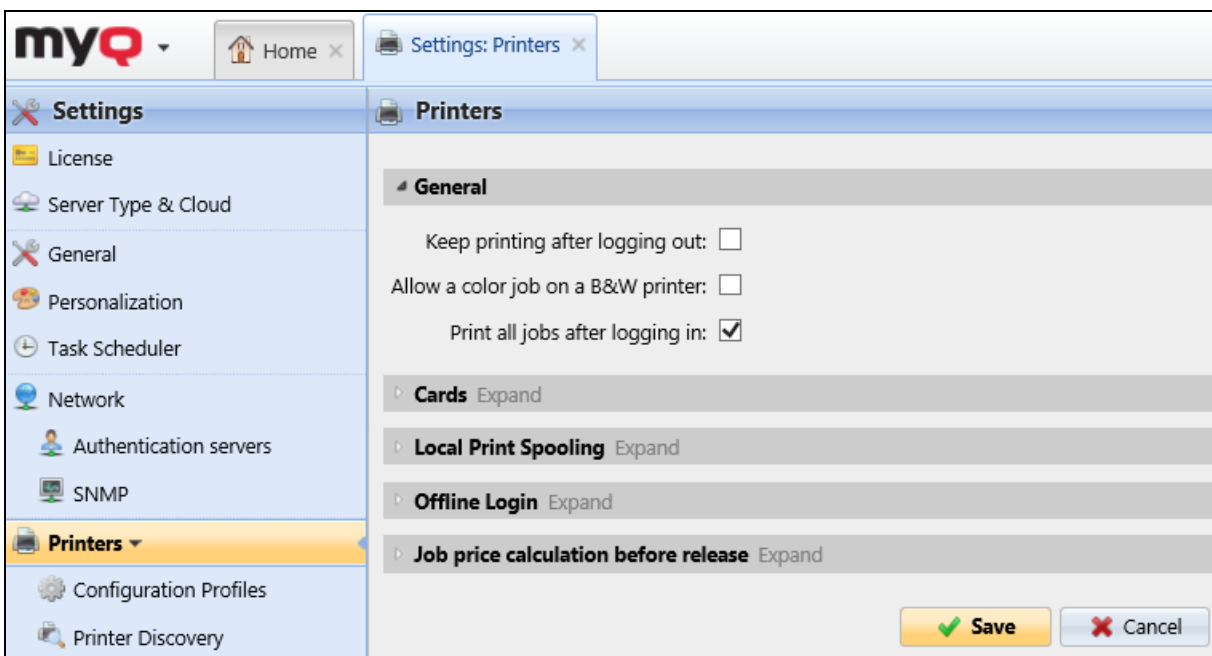 myQ
Home
Settings: Printers
Settings
License
Server Type & Cloud
General
Personalization
Task Scheduler
Network
Authentication servers
SNMP
Printers
Configuration Profiles
Printer Discovery
Printers
General
Keep printing after logging out:
Allow a color job on a B&W printer:
Print all jobs after logging in:
Cards Expand
Local Print Spooling Expand
Offline Login Expand
Job price calculation before release Expand
Save
Cancel